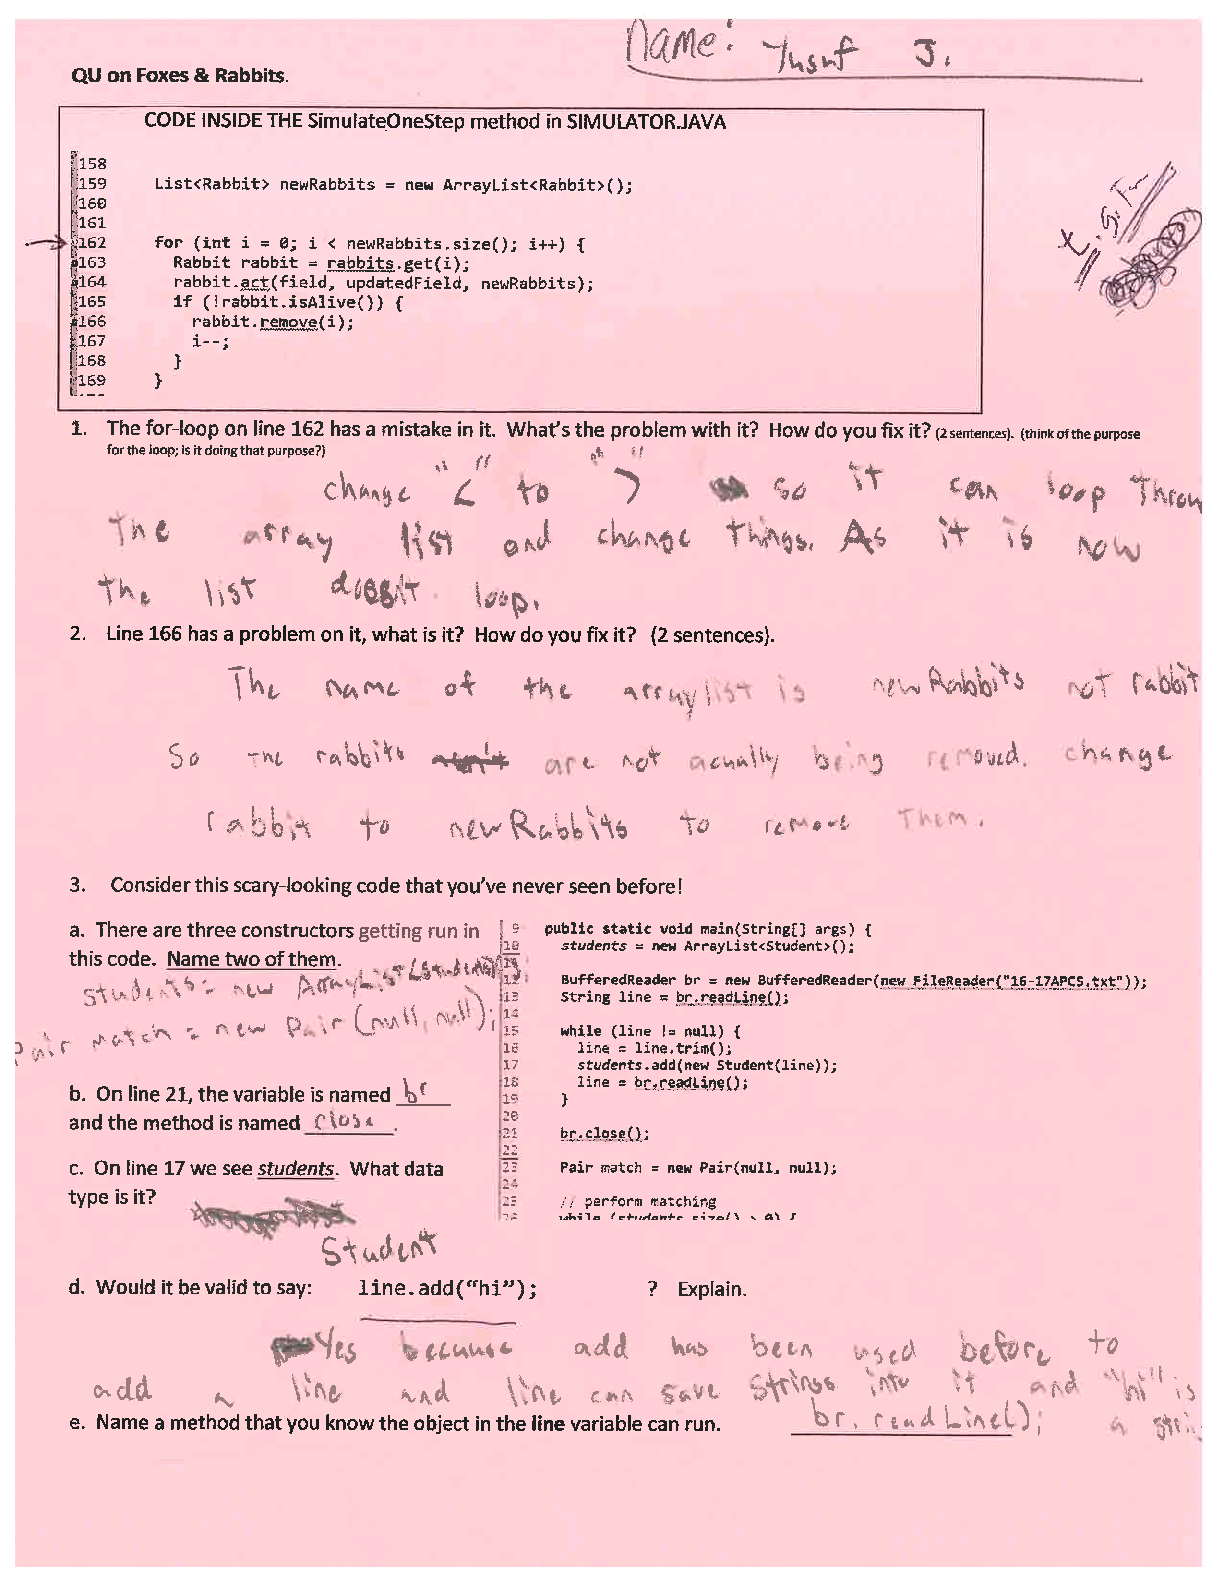 Name: Yusuf J.
QU on Foxes & Rabbits.
CODE INSIDE THE SimulateOneStep method in SIMULATOR.JAVA
158
159 List<Rabbit> newRabbits = new ArrayList<Rabbit>();
160
161
162 for (int i = 0; i < newRabbits.size(); i++) {
163 Rabbit rabbit = rabbits.get(i);
164 rabbit.act(field, updatedField, newRabbits);
165 if (!rabbit.isAlive()) {
166 rabbit.remove(i);
167 i--;
168 }
169 }
1. The for-loop on line 162 has a mistake in it. What's the problem with it? How do you fix it? (2 sentences). (think of the purpose
for the loop; is it doing that purpose?)
change "<" to ">" so it can loop Throu
The array list and change things. As it is now
the list doesn't loop.
2. Line 166 has a problem on it, what is it? How do you fix it? (2 sentences).
The name of the arraylist is newRabbits not rabbit
So the rabbits are not acually being removed. change
rabbit to newRabbits to remove Them.
3. Consider this scary-looking code that you've never seen before!
a. There are three constructors getting run in
this code. Name two of them.
students = new ArrayList<Student>();
Pair match = new Pair(null, null);
b. On line 21, the variable is named br
and the method is named close.
c. On line 17 we see students. What data
type is it?
Student
9 public static void main(String[] args) {
10 students = new ArrayList<Student>();
11
12 BufferedReader br = new BufferedReader(new FileReader("16-17APCS.txt"));
13 String line = br.readLine();
14
15 while (line != null) {
16 line = line.trim();
17 students.add(new Student(line));
18 line = br.readLine();
19 }
20
21 br.close();
22
23 Pair match = new Pair(null, null);
24
25 // perform matching
26 while (students.size() > 0) {
d. Would it be valid to say: line.add("hi"); ? Explain.
Yes because add has been used before to
add a line and line can save strings into it and "hi" is
a strin
e. Name a method that you know the object in the line variable can run. br.readLine();